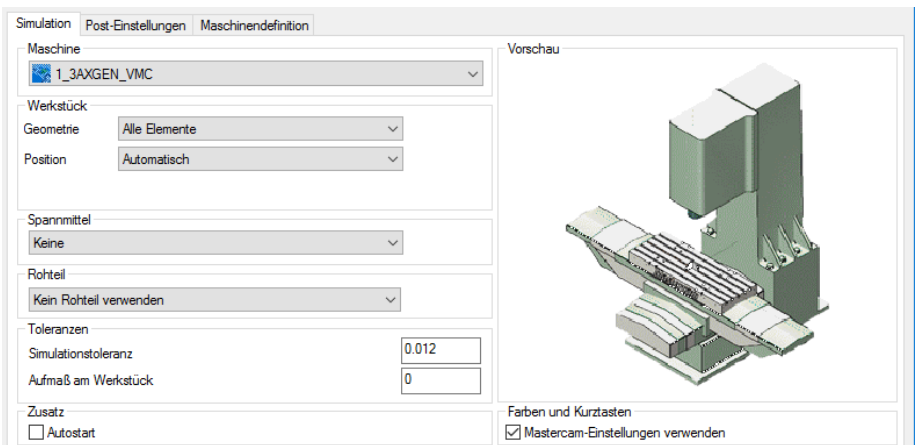 Simulation Post-Einstellungen Maschinendefinition
Maschine
1_3AXGEN_VMC
Werkstück
Geometrie Alle Elemente
Position Automatisch
Spannmittel
Keine
Rohteil
Kein Rohteil verwenden
Toleranzen
Simulationstoleranz 0.012
Aufmaß am Werkstück 0
Zusatz
Autostart
Vorschau
Farben und Kurztasten
Mastercam-Einstellungen verwenden